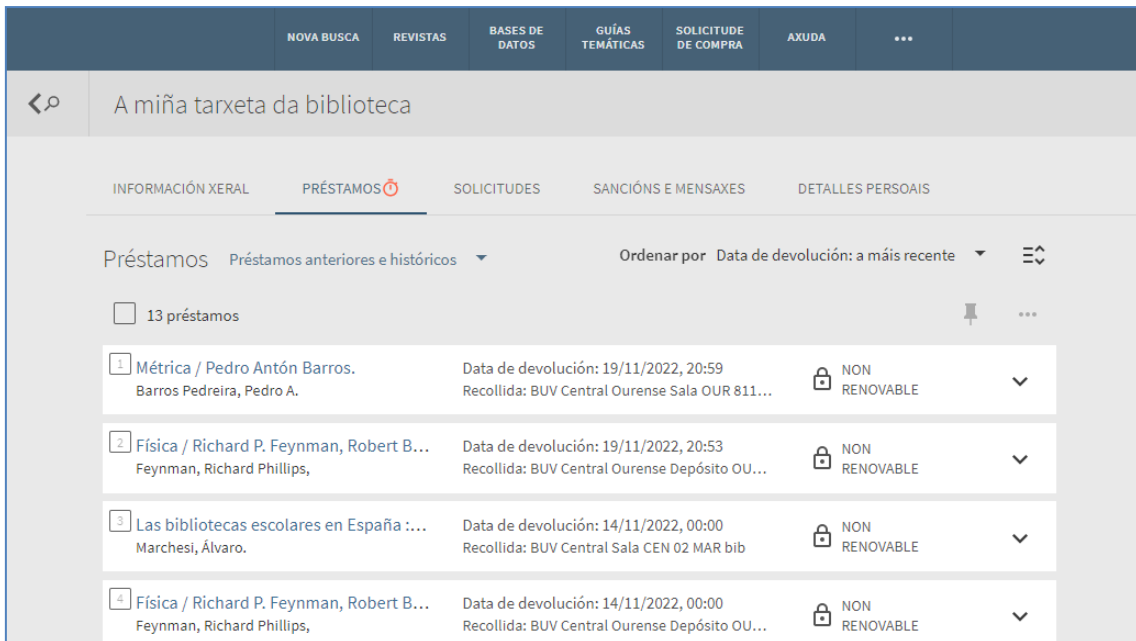 NOVA BUSCA REVISTAS BASES DE DATOS GUÍAS TEMÁTICAS SOLICITUDE DE COMPRA AXUDA •••
A miña tarxeta da biblioteca
INFORMACIÓN XERAL PRÉSTAMOS SOLICITUDES SANCIÓNS E MENSAXES DETALLES PERSOAIS
Préstamos Préstamos anteriores e históricos Ordenar por Data de devolución: a máis recente
13 préstamos •••
1 Métrica / Pedro Antón Barros. Data de devolución: 19/11/2022, 20:59 NON
Barros Pedreira, Pedro A. Recollida: BUV Central Ourense Sala OUR 811... RENOVABLE
2 Física / Richard P. Feynman, Robert B... Data de devolución: 19/11/2022, 20:53 NON
Feynman, Richard Phillips, Recollida: BUV Central Ourense Depósito OU... RENOVABLE
3 Las bibliotecas escolares en España :... Data de devolución: 14/11/2022, 00:00 NON
Marchesi, Álvaro. Recollida: BUV Central Sala CEN 02 MAR bib RENOVABLE
4 Física / Richard P. Feynman, Robert B... Data de devolución: 14/11/2022, 00:00 NON
Feynman, Richard Phillips, Recollida: BUV Central Ourense Depósito OU... RENOVABLE